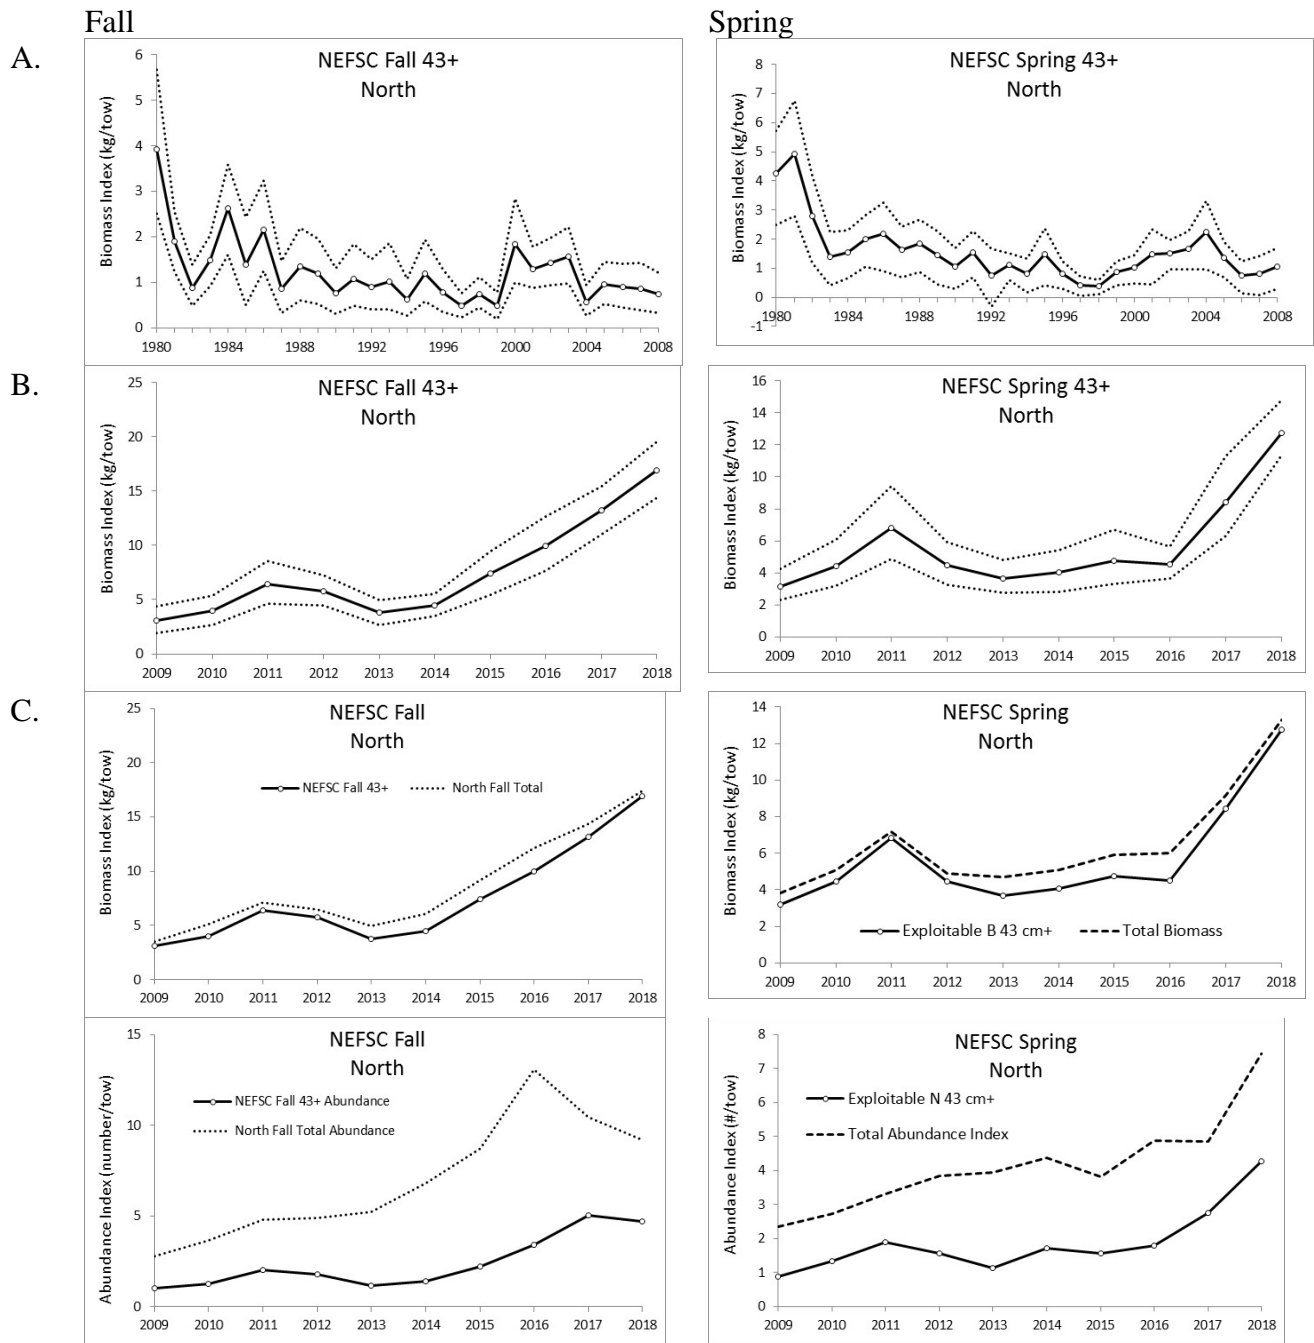 Fall
Spring
A.
NEFSC Fall 43+
North
Biomass Index (kg/tow)
6
5
4
3
2
1
0
1980 1984 1988 1992 1996 2000 2004 2008
NEFSC Spring 43+
North
Biomass Index (kg/tow)
8
7
6
5
4
3
2
1
0
-1
1980 1984 1988 1992 1996 2000 2004 2008
B.
NEFSC Fall 43+
North
Biomass Index (kg/tow)
25
20
15
10
5
0
2009 2010 2011 2012 2013 2014 2015 2016 2017 2018
NEFSC Spring 43+
North
Biomass Index (kg/tow)
16
14
12
10
8
6
4
2
0
2009 2010 2011 2012 2013 2014 2015 2016 2017 2018
C.
NEFSC Fall
North
Biomass Index (kg/tow)
25
20
15
10
5
0
NEFSC Fall 43+ North Fall Total
2009 2010 2011 2012 2013 2014 2015 2016 2017 2018
NEFSC Spring
North
Biomass Index (kg/tow)
14
12
10
8
6
4
2
0
Exploitable B 43 cm+ Total Biomass
2009 2010 2011 2012 2013 2014 2015 2016 2017 2018
NEFSC Fall
North
Abundance Index (number/tow)
15
10
5
0
NEFSC Fall 43+ Abundance
North Fall Total Abundance
2009 2010 2011 2012 2013 2014 2015 2016 2017 2018
NEFSC Spring
North
Abundance Index (#/tow)
8
7
6
5
4
3
2
1
0
Exploitable N 43 cm+
Total Abundance Index
2009 2010 2011 2012 2013 2014 2015 2016 2017 2018